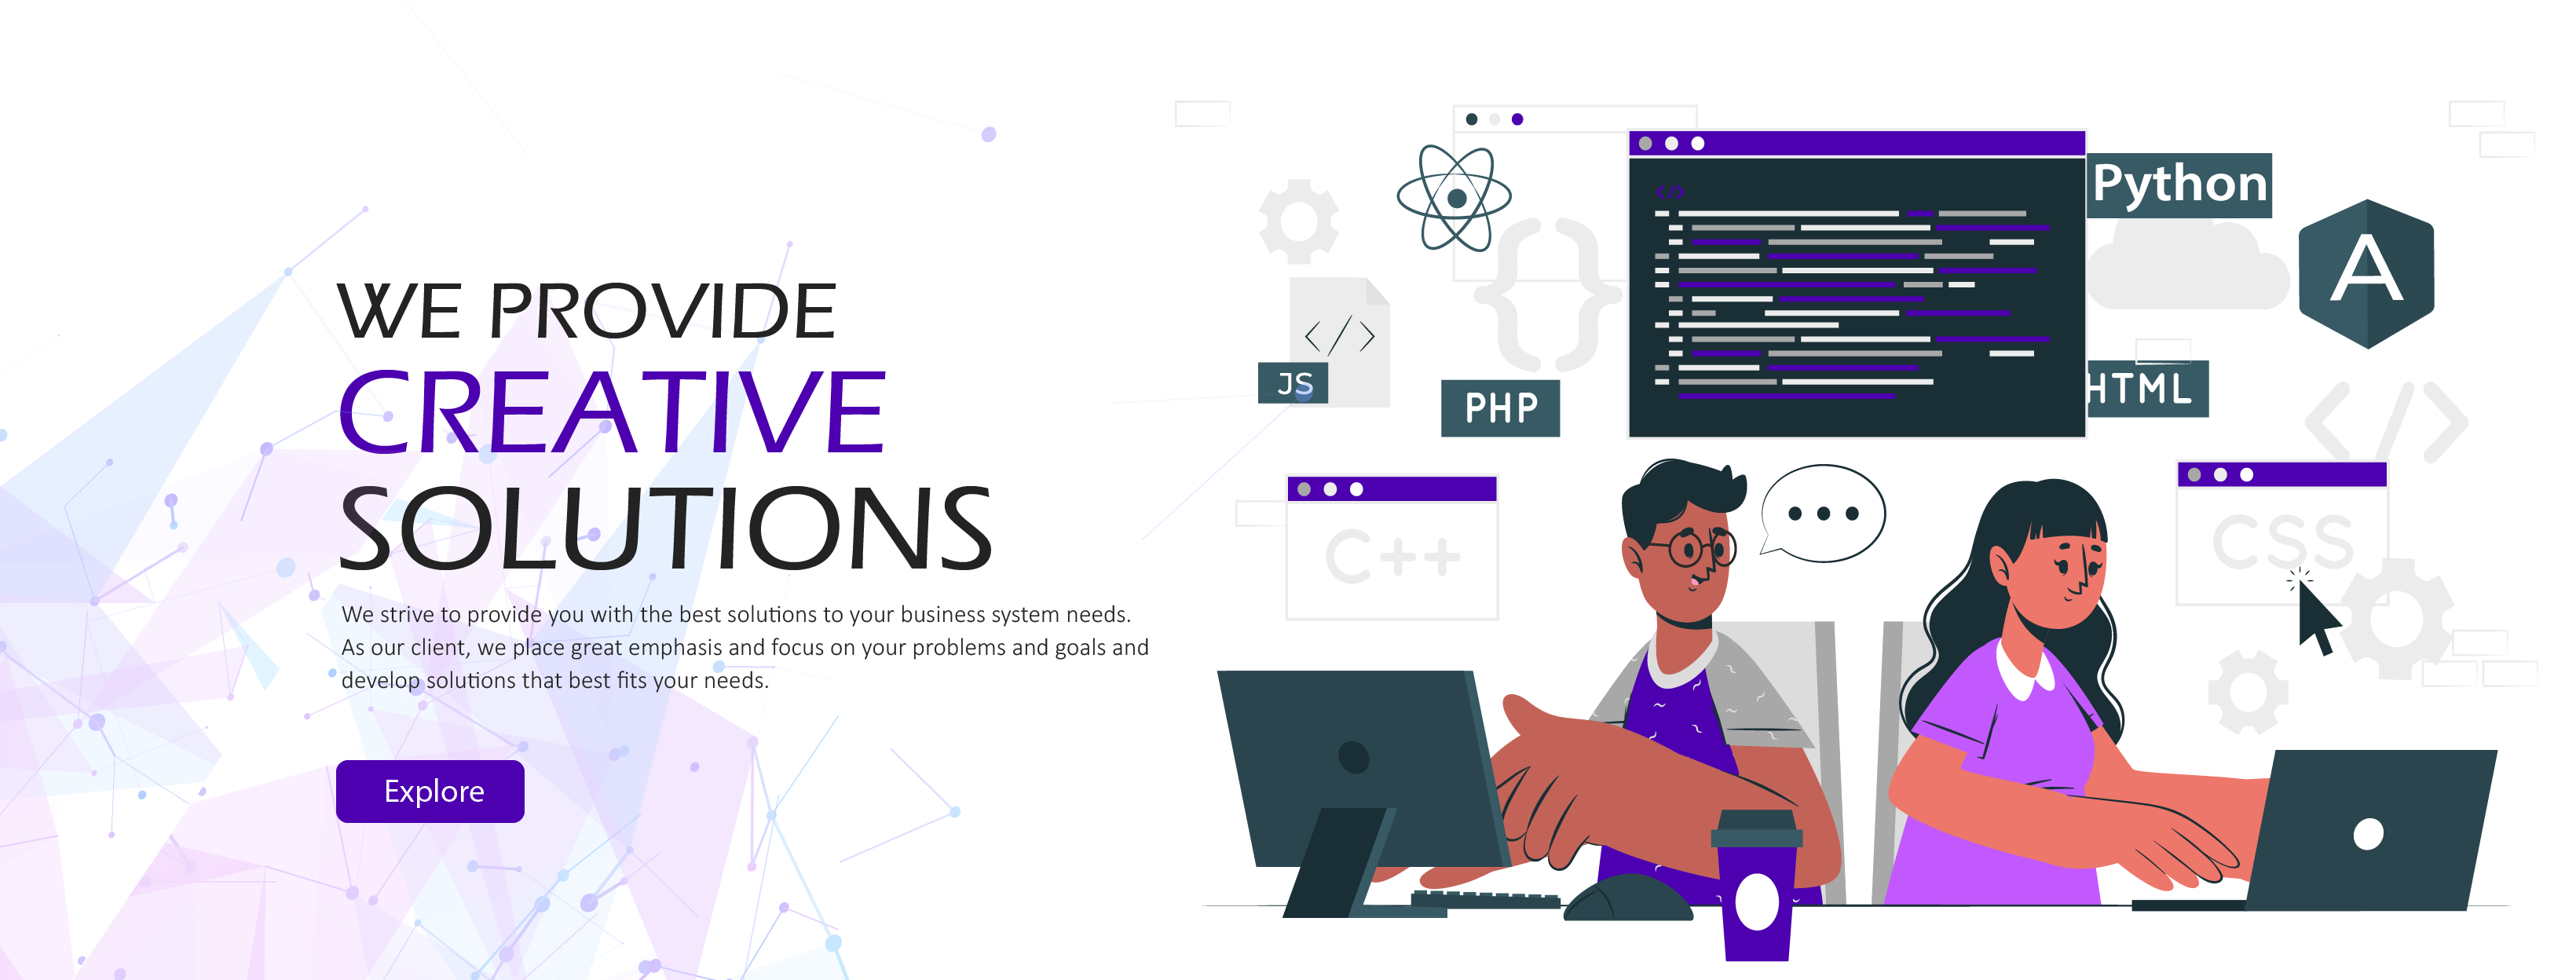 WE PROVIDE
CREATIVE
SOLUTIONS
We strive to provide you with the best solutions to your business system needs.
As our client, we place great emphasis and focus on your problems and goals and
develop solutions that best fits your needs.
Explore
</>
Python
A
</>
JS
PHP
HTML
{}
</>
C++
CSS